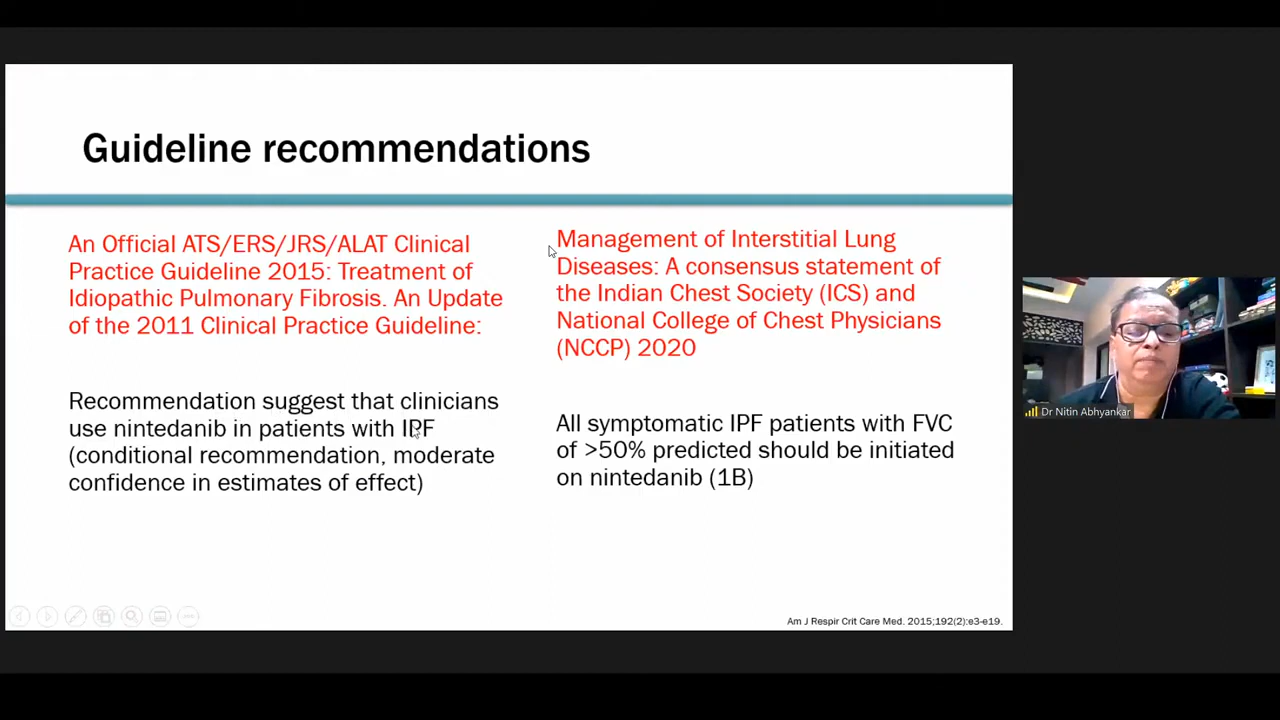 Guideline recommendations
An Official ATS/ERS/JRS/ALAT Clinical
Practice Guideline 2015: Treatment of
Idiopathic Pulmonary Fibrosis. An Update
of the 2011 Clinical Practice Guideline:
Recommendation suggest that clinicians
use nintedanib in patients with IPF
(conditional recommendation, moderate
confidence in estimates of effect)
Management of Interstitial Lung
Diseases: A consensus statement of
the Indian Chest Society (ICS) and
National College of Chest Physicians
(NCCP) 2020
All symptomatic IPF patients with FVC
of >50% predicted should be initiated
on nintedanib (1B)
Am J Respir Crit Care Med. 2015;192(2):e3-e19.
Dr Nitin Abhyankar